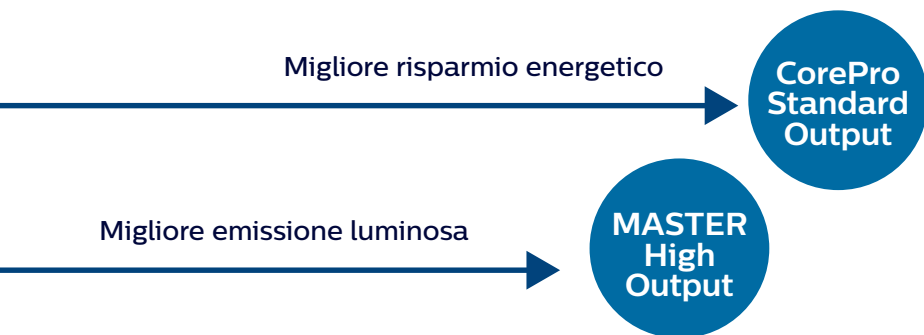 Migliore risparmio energetico
CorePro
Standard
Output
Migliore emissione luminosa
MASTER
High
Output